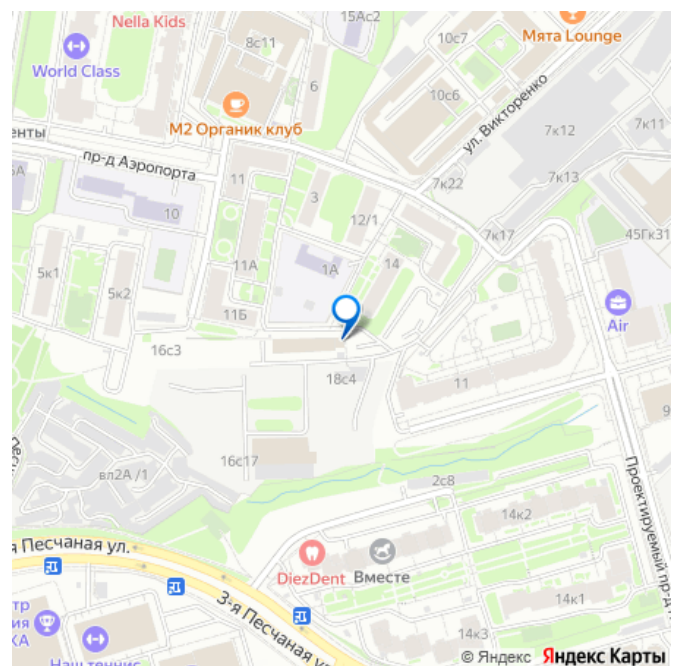 15Ас2
Nella Kids
8с11
10с7
Мята Lounge
World Class
6
10с6
ул. Викторенко
7к11
М2 Органик клуб
7к12
енты
пр-д Аэропорта
11
3
7к22
7к13
10
12/1
7к17
45Гк31
1А
14
5к1
5к2
11А
11Б
Air
16с3
18с4
11
16с17
вл2А /1
2с8
Проектируемый пр-д
14к2
я Песчаная ул.
DiezDent
Вместе
14к1
3-я Песчаная ул.
14к3
Наш теннис
© Яндекс Яндекс Карты